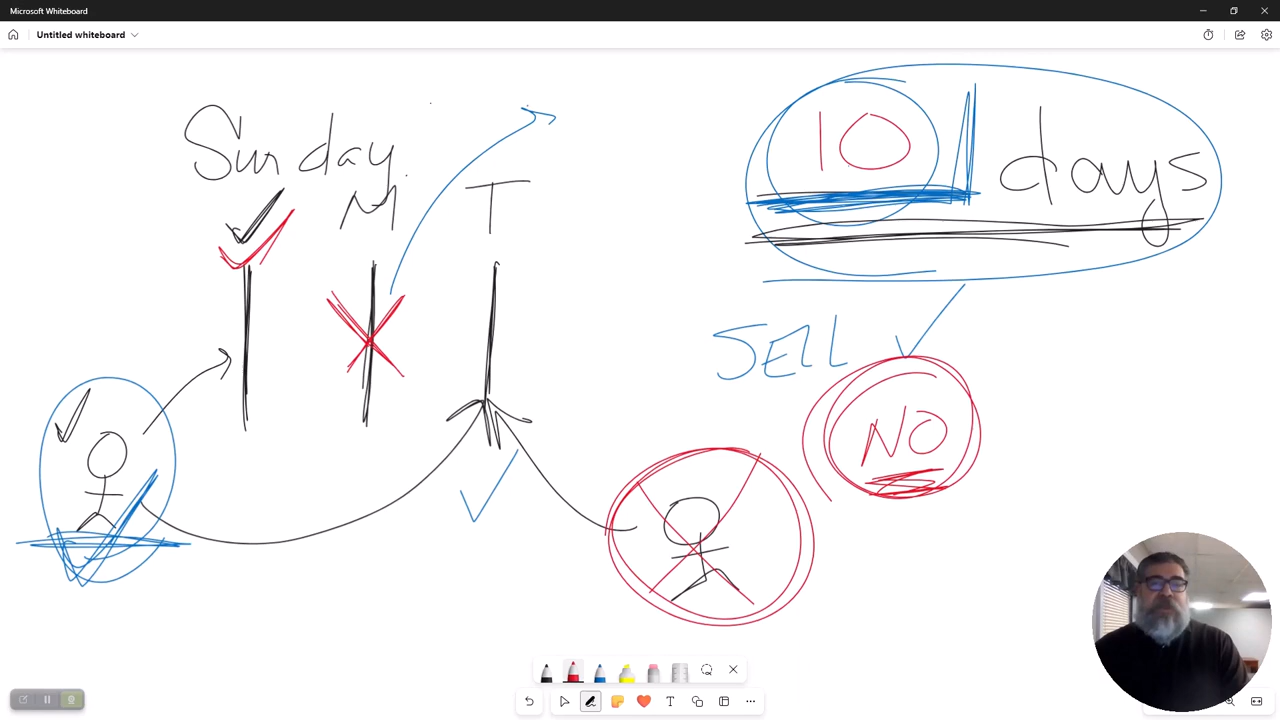 Microsoft Whiteboard
Untitled whiteboard
Sunday
M
T
10 days
SELL
NO
T